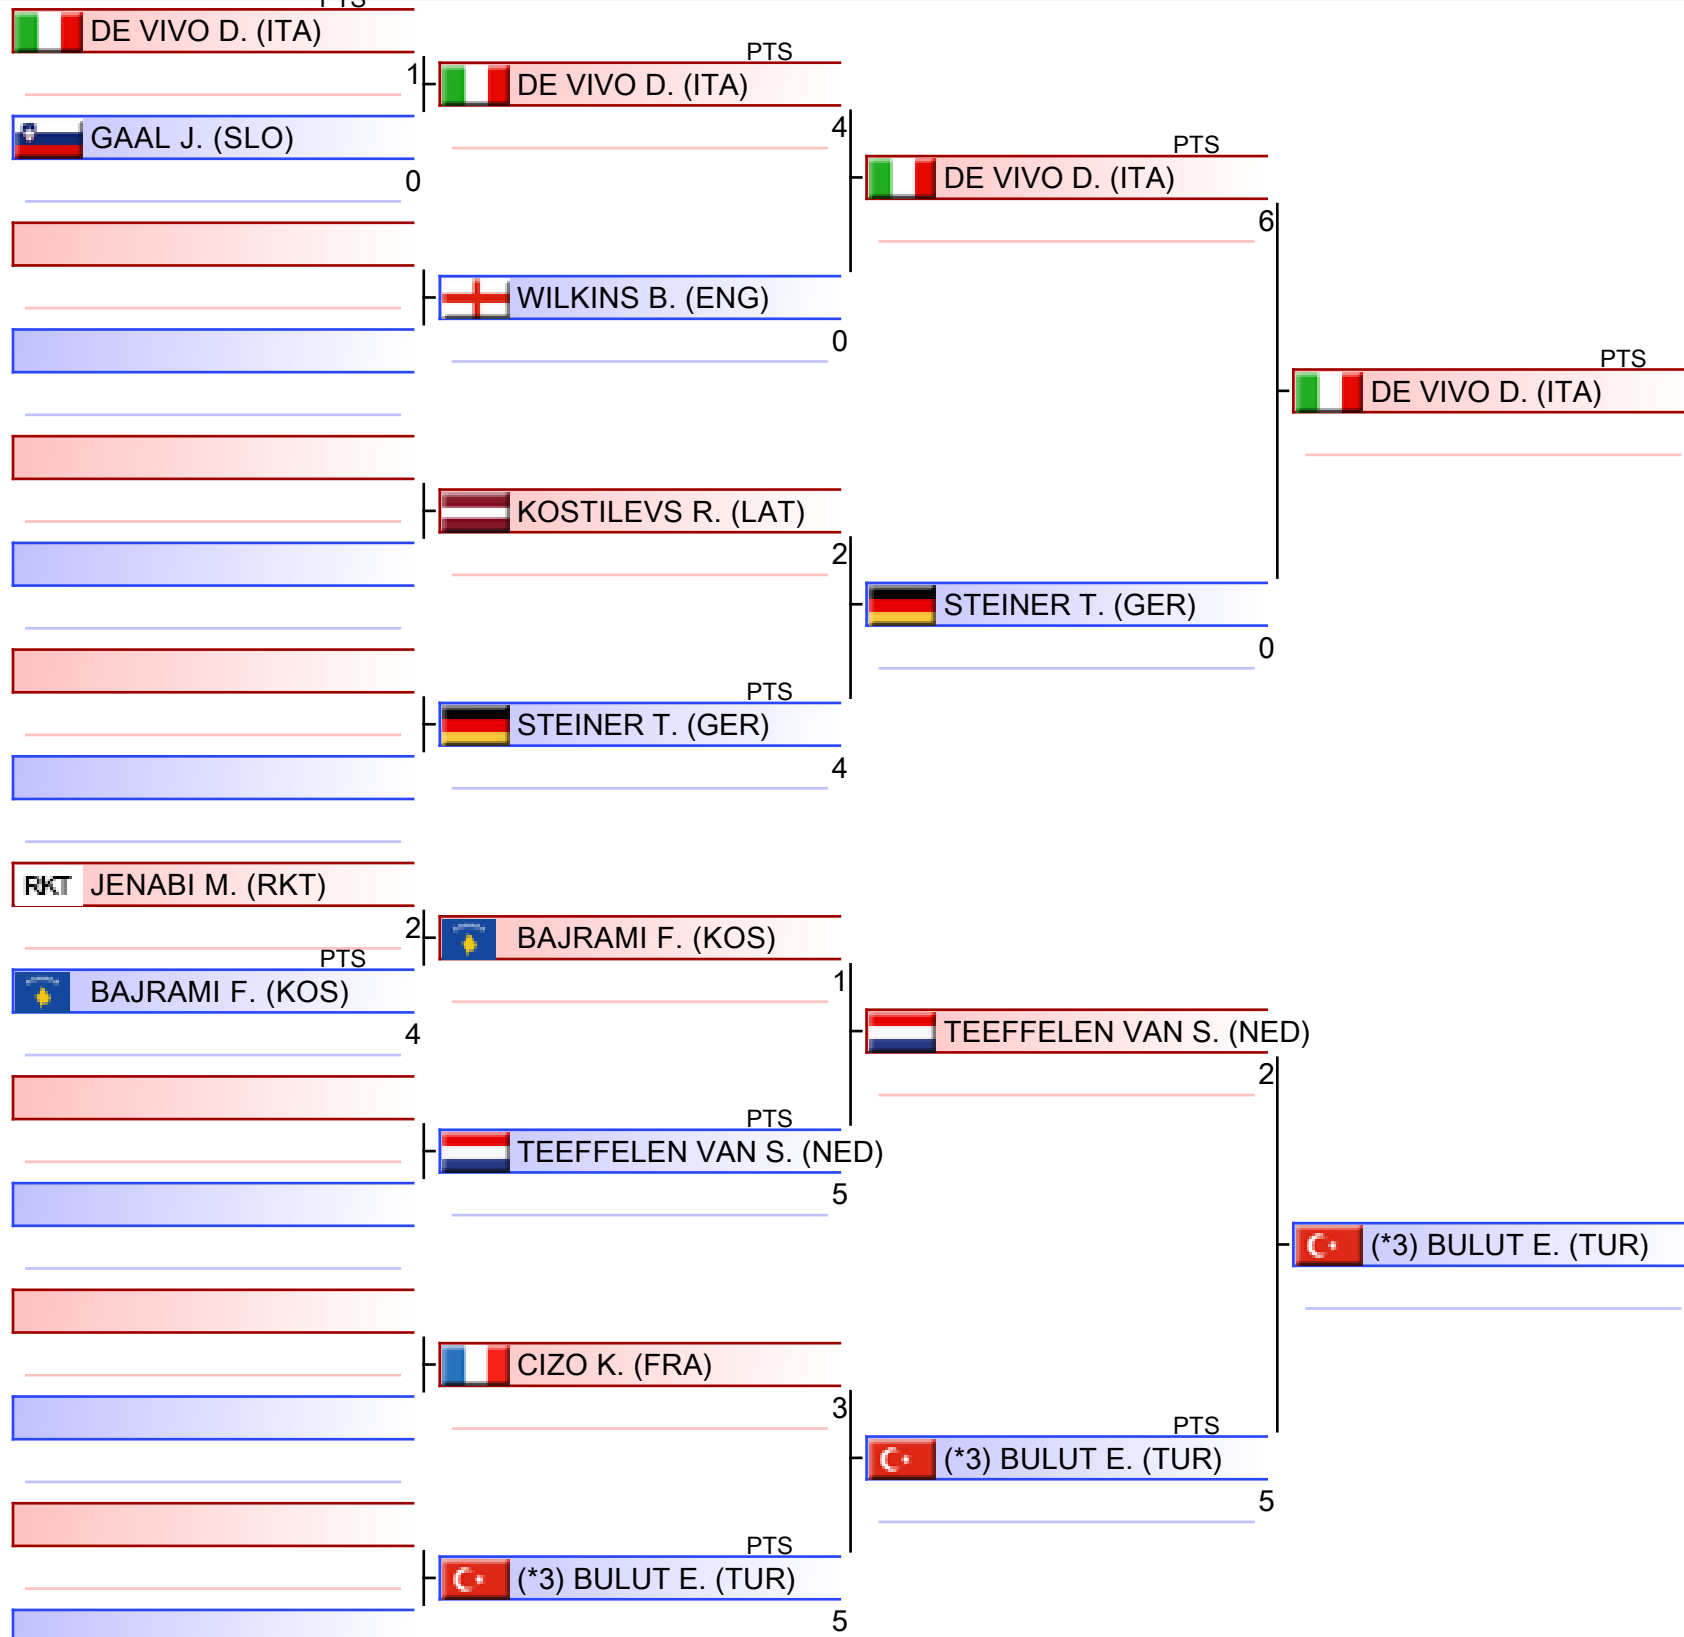 PTS
DE VIVO D. (ITA)
1
GAAL J. (SLO)
0
JENABI M. (RKT)
2
PTS
BAJRAMI F. (KOS)
4
PTS
DE VIVO D. (ITA)
4
WILKINS B. (ENG)
0
KOSTILEVS R. (LAT)
2
PTS
STEINER T. (GER)
4
BAJRAMI F. (KOS)
1
PTS
TEEFFELEN VAN S. (NED)
5
CIZO K. (FRA)
3
PTS
(*3) BULUT E. (TUR)
5
PTS
DE VIVO D. (ITA)
6
STEINER T. (GER)
0
TEEFFELEN VAN S. (NED)
2
PTS
(*3) BULUT E. (TUR)
5
PTS
DE VIVO D. (ITA)
(*3) BULUT E. (TUR)
RKT